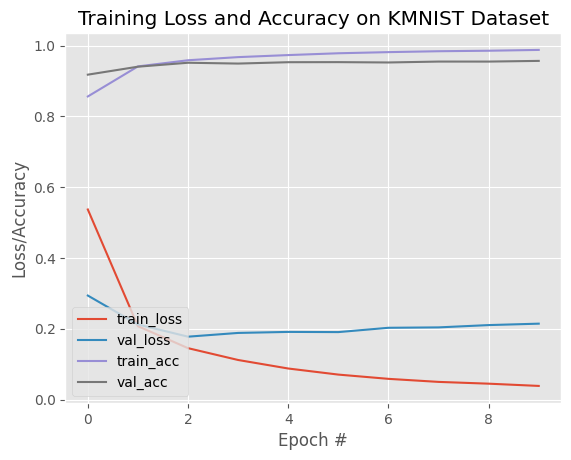 Training Loss and Accuracy on KMNIST Dataset
1.0
0.8
0.6
0.4
0.2
0.0
Loss/Accuracy
train_loss
val_loss
train_acc
val_acc
0
2
4
6
8
Epoch #